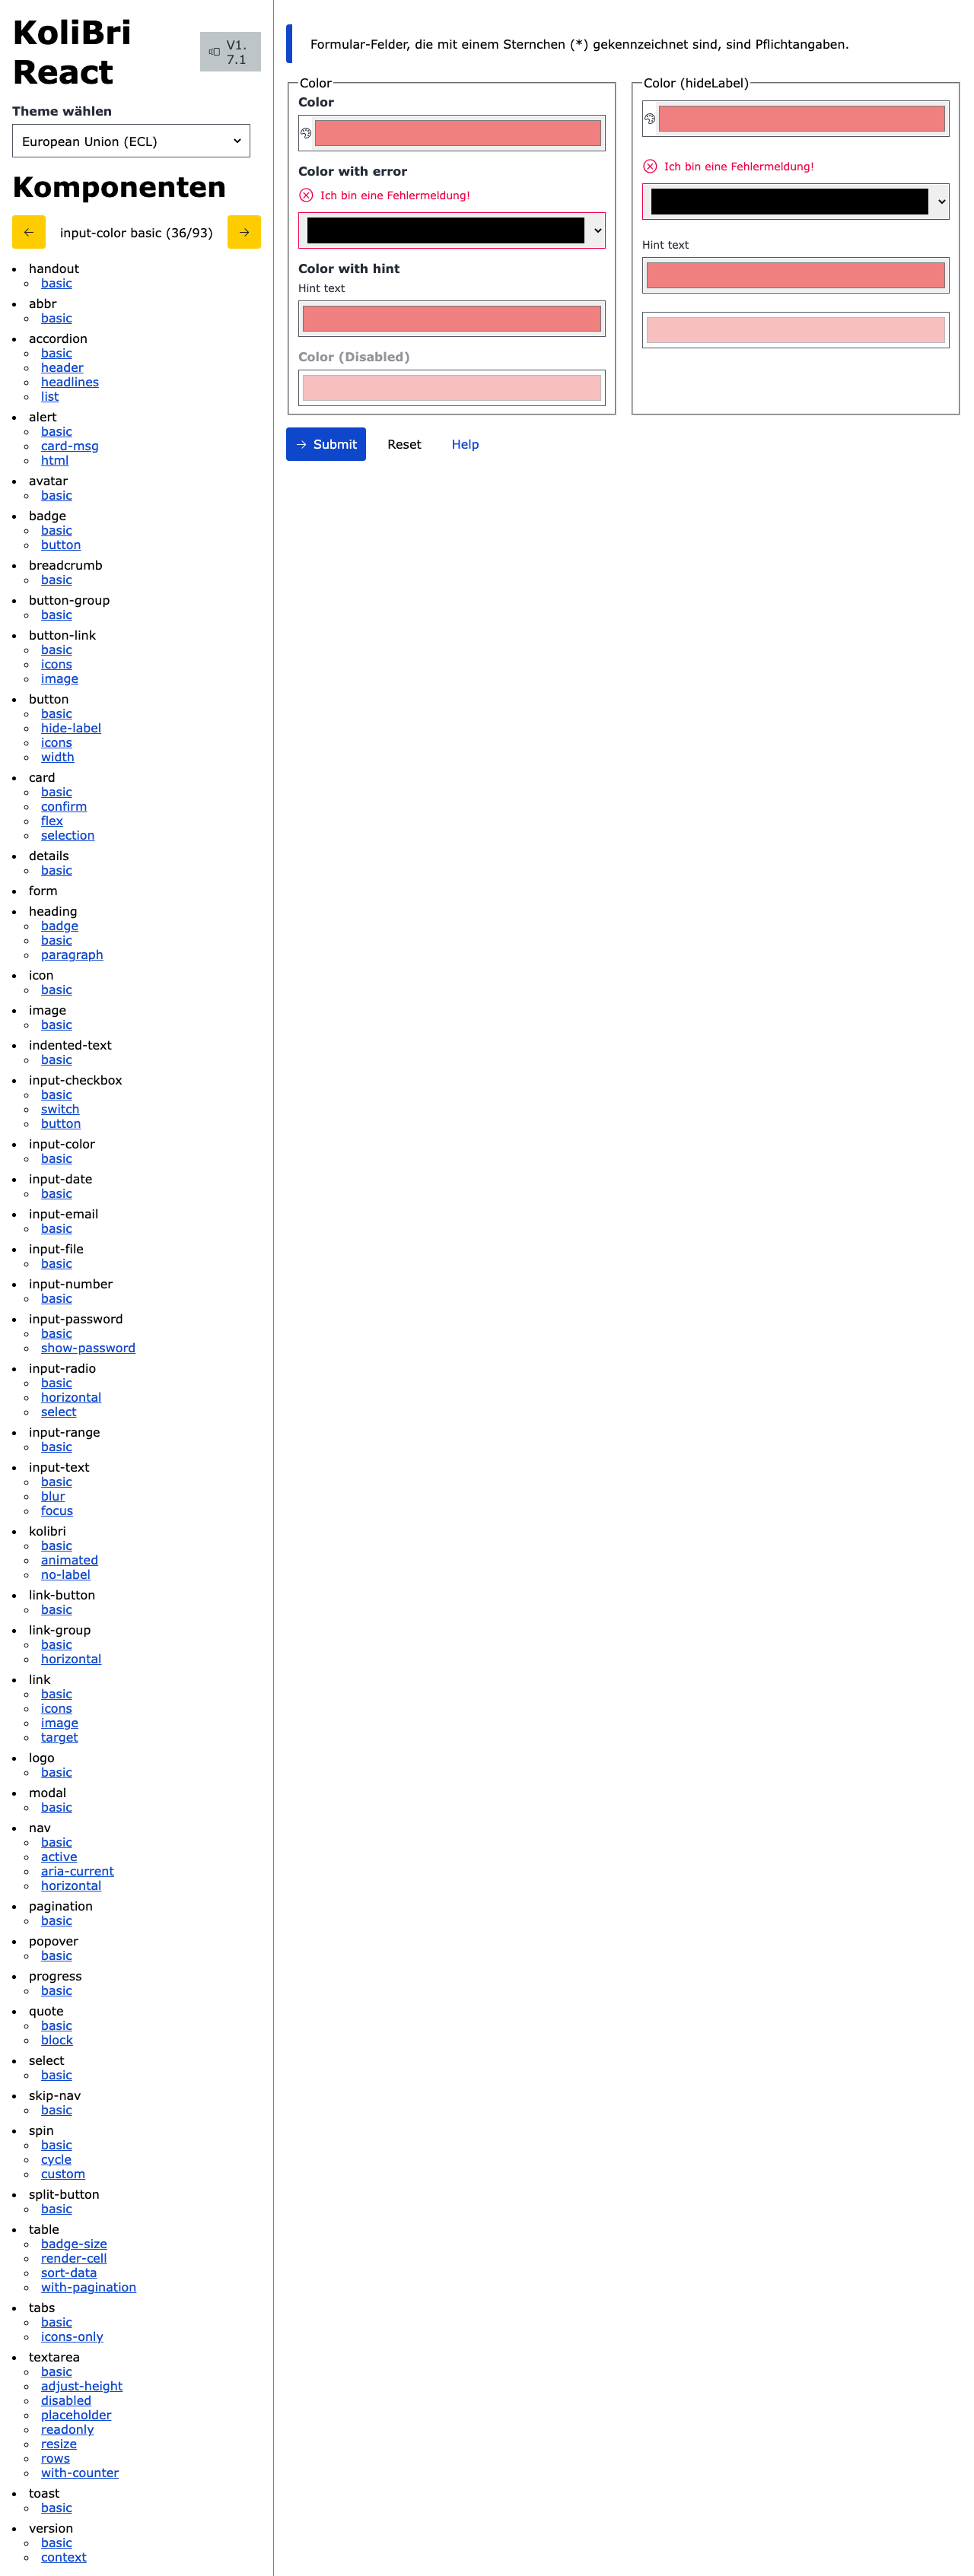 KoliBri
React
V1.
7.1
Theme wählen
European Union (ECL)
Komponenten
input-color basic (36/93)
handout
basic
abbr
basic
accordion
basic
header
headlines
list
alert
basic
card-msg
html
avatar
basic
badge
basic
button
breadcrumb
basic
button-group
basic
button-link
basic
icons
image
button
basic
hide-label
icons
width
card
basic
confirm
flex
selection
details
basic
form
heading
badge
basic
paragraph
icon
basic
image
basic
indented-text
basic
input-checkbox
basic
switch
button
input-color
basic
input-date
basic
input-email
basic
input-file
basic
input-number
basic
input-password
basic
show-password
input-radio
basic
horizontal
select
input-range
basic
input-text
basic
blur
focus
kolibri
basic
animated
no-label
link-button
basic
link-group
basic
horizontal
link
basic
icons
image
target
logo
basic
modal
basic
nav
basic
active
aria-current
horizontal
pagination
basic
popover
basic
progress
basic
quote
basic
block
select
basic
skip-nav
basic
spin
basic
cycle
custom
split-button
basic
table
badge-size
render-cell
sort-data
with-pagination
tabs
basic
icons-only
textarea
basic
adjust-height
disabled
placeholder
readonly
resize
rows
with-counter
toast
basic
version
basic
context
Formular-Felder, die mit einem Sternchen (*) gekennzeichnet sind, sind Pflichtangaben.
Color
Color
Color with error
Ich bin eine Fehlermeldung!
Color with hint
Hint text
Color (Disabled)
Color (hideLabel)
Ich bin eine Fehlermeldung!
Hint text
Submit
Reset
Help